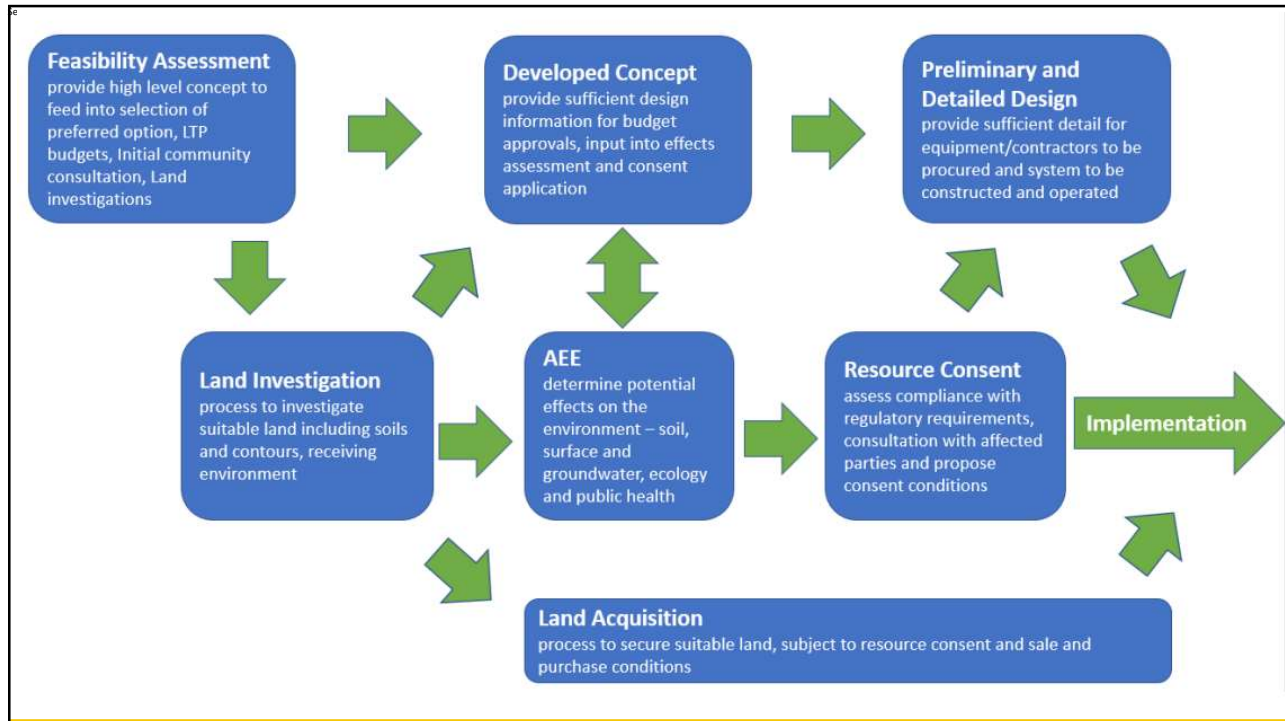 se
Feasibility Assessment
provide high level concept to
feed into selection of
preferred option, LTP
budgets, Initial community
consultation, Land
investigations
Developed Concept
provide sufficient design
information for budget
approvals, input into effects
assessment and consent
application
Preliminary and
Detailed Design
provide sufficient detail for
equipment/contractors to be
procured and system to be
constructed and operated
Land Investigation
process to investigate
suitable land including soils
and contours, receiving
environment
AEE
determine potential
effects on the
environment – soil,
surface and
groundwater, ecology
and public health
Resource Consent
assess compliance with
regulatory requirements,
consultation with affected
parties and propose
consent conditions
Implementation
Land Acquisition
process to secure suitable land, subject to resource consent and sale and
purchase conditions